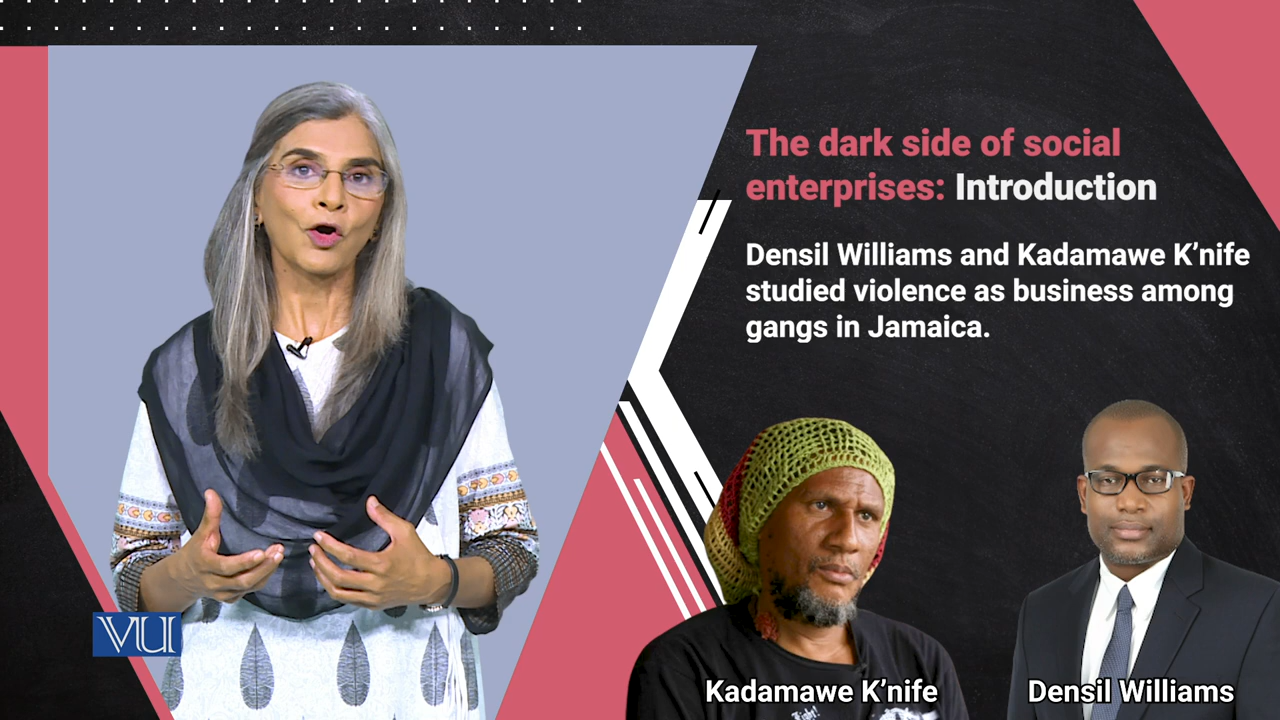 The dark side of social
enterprises: Introduction
Densil Williams and Kadamawe K’nife
studied violence as business among
gangs in Jamaica.
VU
Kadamawe K’nife
Densil Williams